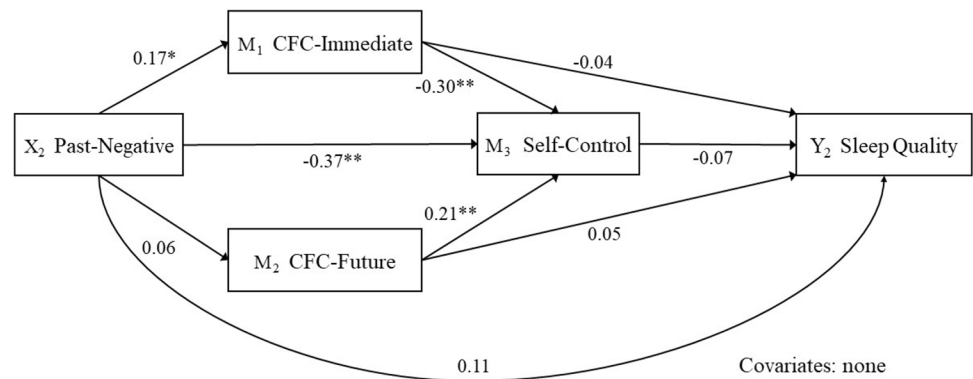 M₁ CFC-Immediate
0.17*
-0.04
-0.30**
X₂ Past-Negative
M₃ Self-Control
Y₂ Sleep Quality
-0.37**
-0.07
0.21**
0.06
0.05
M₂ CFC-Future
0.11
Covariates: none